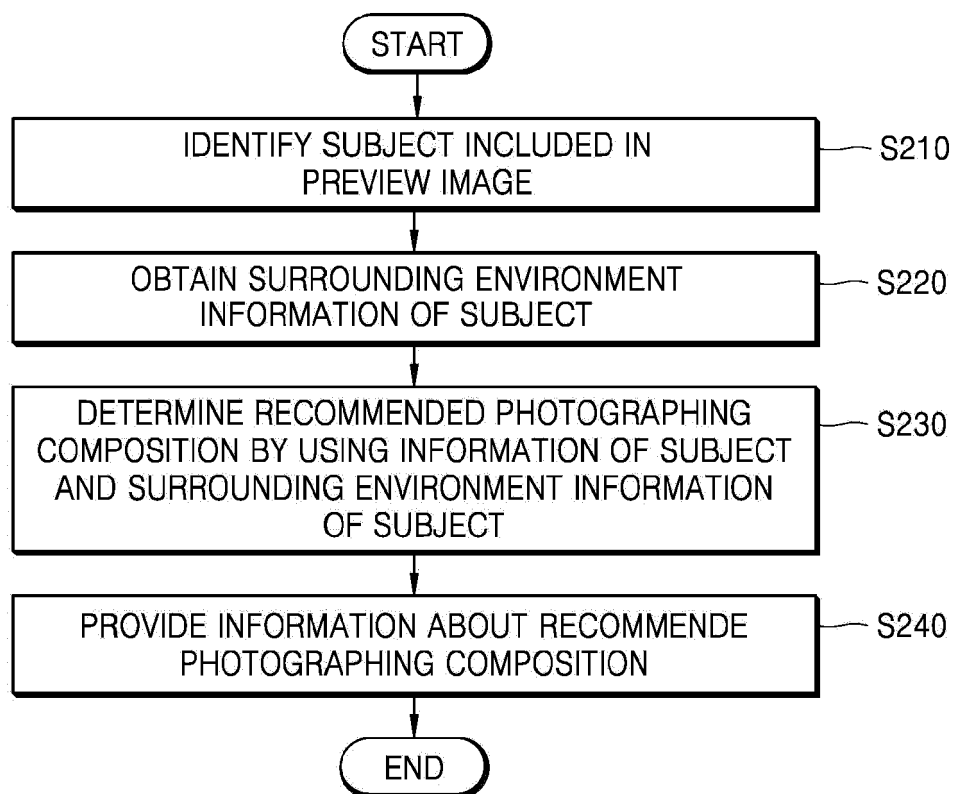 START
IDENTIFY SUBJECT INCLUDED IN
PREVIEW IMAGE
S210
OBTAIN SURROUNDING ENVIRONMENT
INFORMATION OF SUBJECT
S220
DETERMINE RECOMMENDED PHOTOGRAPHING
COMPOSITION BY USING INFORMATION OF SUBJECT
AND SURROUNDING ENVIRONMENT INFORMATION
OF SUBJECT
S230
PROVIDE INFORMATION ABOUT RECOMMENDE
PHOTOGRAPHING COMPOSITION
S240
END